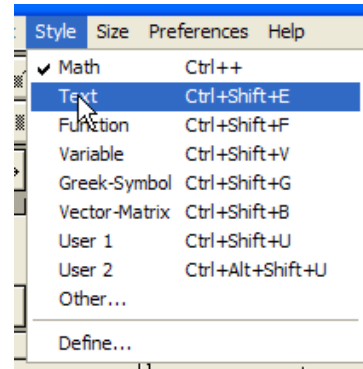 Style Size Preferences Help
Math Ctrl++
Text Ctrl+Shift+E
Function Ctrl+Shift+F
Variable Ctrl+Shift+V
Greek-Symbol Ctrl+Shift+G
Vector-Matrix Ctrl+Shift+B
User 1 Ctrl+Shift+U
User 2 Ctrl+Alt+Shift+U
Other...
Define...